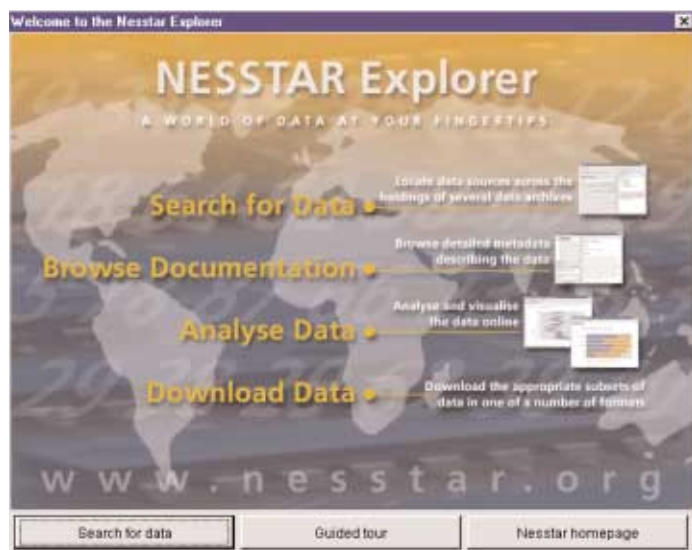 Welcome to the Nesstar Explorer
NESSTAR Explorer
A WORLD OF DATA AT YOUR FINGERTIPS
Locate data sources across the
holdings of several data archives
Search for Data
Browse detailed metadata
describing the data
Browse Documentation
Analyse and visualise
the data online
Analyse Data
Download the appropriate subsets of
data in one of a number of formats
Download Data
www.nesstar.org
Search for data
Guided tour
Nesstar homepage